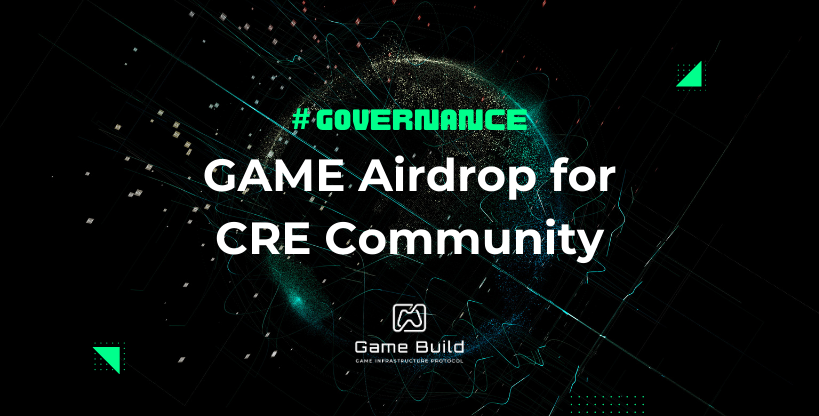 #GOVERNANCE
GAME Airdrop for
CRE Community
Game Build
GAME INFRASTRUCTURE PROTOCOL